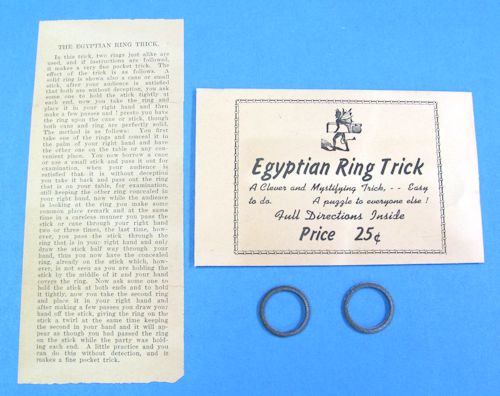 THE EGYPTIAN RING TRICK.
In this trick, two rings just alike are
used, and if instructions are followed,
it makes a very fine pocket trick. The
effect of the trick is as follows. A
solid ring is shown also a cane or small
stick, after your audience is satisfied
that both are without deception, you ask
some one to hold the stick tightly at
each end, now you take the ring and
place it in your right hand and then
make a few passes and ! presto you have
the ring upon the cane or stick, though
both cane and ring are perfectly solid.
The method is as follows: You first
take one of the rings and conceal it in
the palm of your right hand and have
the other one on the table or any con-
venient place. You now borrow a cane
or use a small stick and pass it out for
examination, when your audience is
satisfied that it is without deception
you take it back and pass out the ring
that is on your table, for examination,
still keeping the other ring concealed in
your right hand, now while the audience
is looking at the ring you make some
common place remark and at the same
time in a careless manner you pass the
stick or cane through your right hand
two or three times, the last time, how-
ever, you pass the stick through the
ring that is in your right hand and only
draw the stick half way through your
hand, thus you now have the concealed
ring, already on the stick which, how-
ever, is not seen as you are holding the
stick by the middle of it and your hand
covers the ring. Now ask some one to
hold the stick at both ends and to hold
it tightly, now you take the second ring
and place it in your right hand and
after making a few passes you draw your
hand off the stick, giving the ring on the
stick a twirl at the same time keeping
the second in your hand and it will ap-
pear as though you had passed the ring
on the stick while the party was hold-
ing each end. A little practice and you
can do this without detection, and it
makes a fine pocket trick.
Egyptian Ring Trick
A Clever and Mystifying Trick, - - Easy
to do. A puzzle to everyone else !
Full Directions Inside
Price 25¢